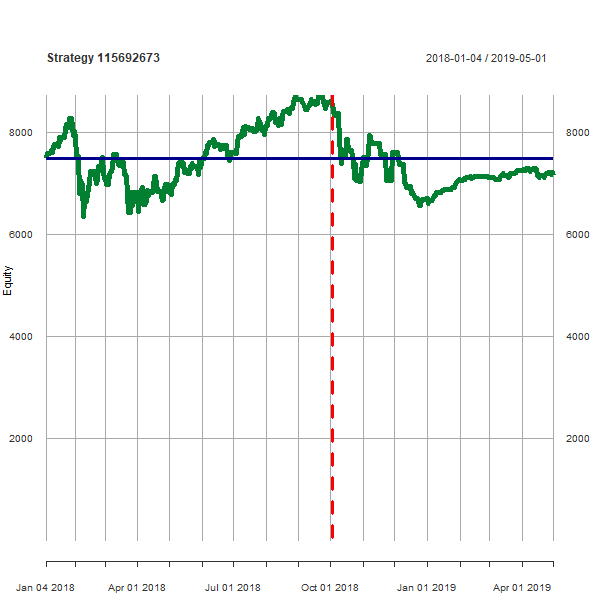 Strategy 115692673
2018-01-04 / 2019-05-01
8000
8000
6000
6000
Equity
4000
4000
2000
2000
Jan 04 2018
Apr 01 2018
Jul 01 2018
Oct 01 2018
Jan 01 2019
Apr 01 2019